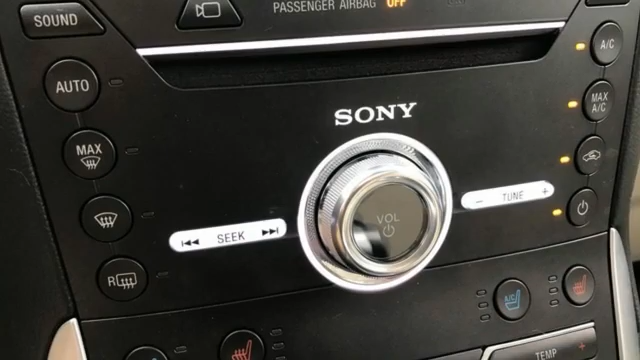 SOUND
PASSENGER AIRBAG OFF
A/C
AUTO
MAX A/C
SONY
MAX
VOL
TUNE
SEEK
R
A/C
TEMP